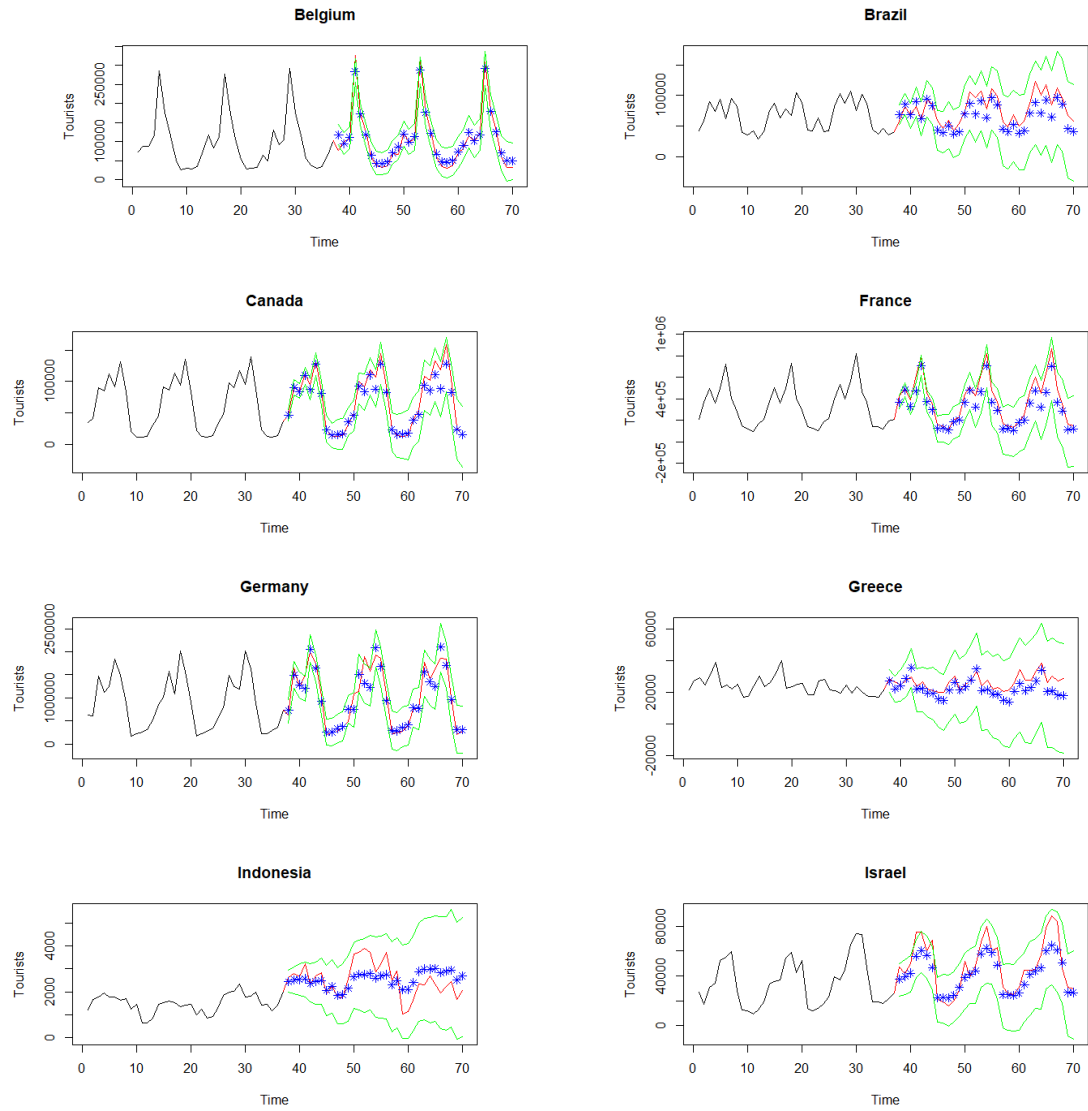 Belgium
Tourists
0 100000 250000
0 10 20 30 40 50 60 70
Time
Brazil
Tourists
0 100000
0 10 20 30 40 50 60 70
Time
Canada
Tourists
0 100000
0 10 20 30 40 50 60 70
Time
France
Tourists
-2e+05 4e+05 1e+06
0 10 20 30 40 50 60 70
Time
Germany
Tourists
0 1000000 2500000
0 10 20 30 40 50 60 70
Time
Greece
Tourists
-20000 20000 60000
0 10 20 30 40 50 60 70
Time
Indonesia
Tourists
0 2000 4000
0 10 20 30 40 50 60 70
Time
Israel
Tourists
0 40000 80000
0 10 20 30 40 50 60 70
Time